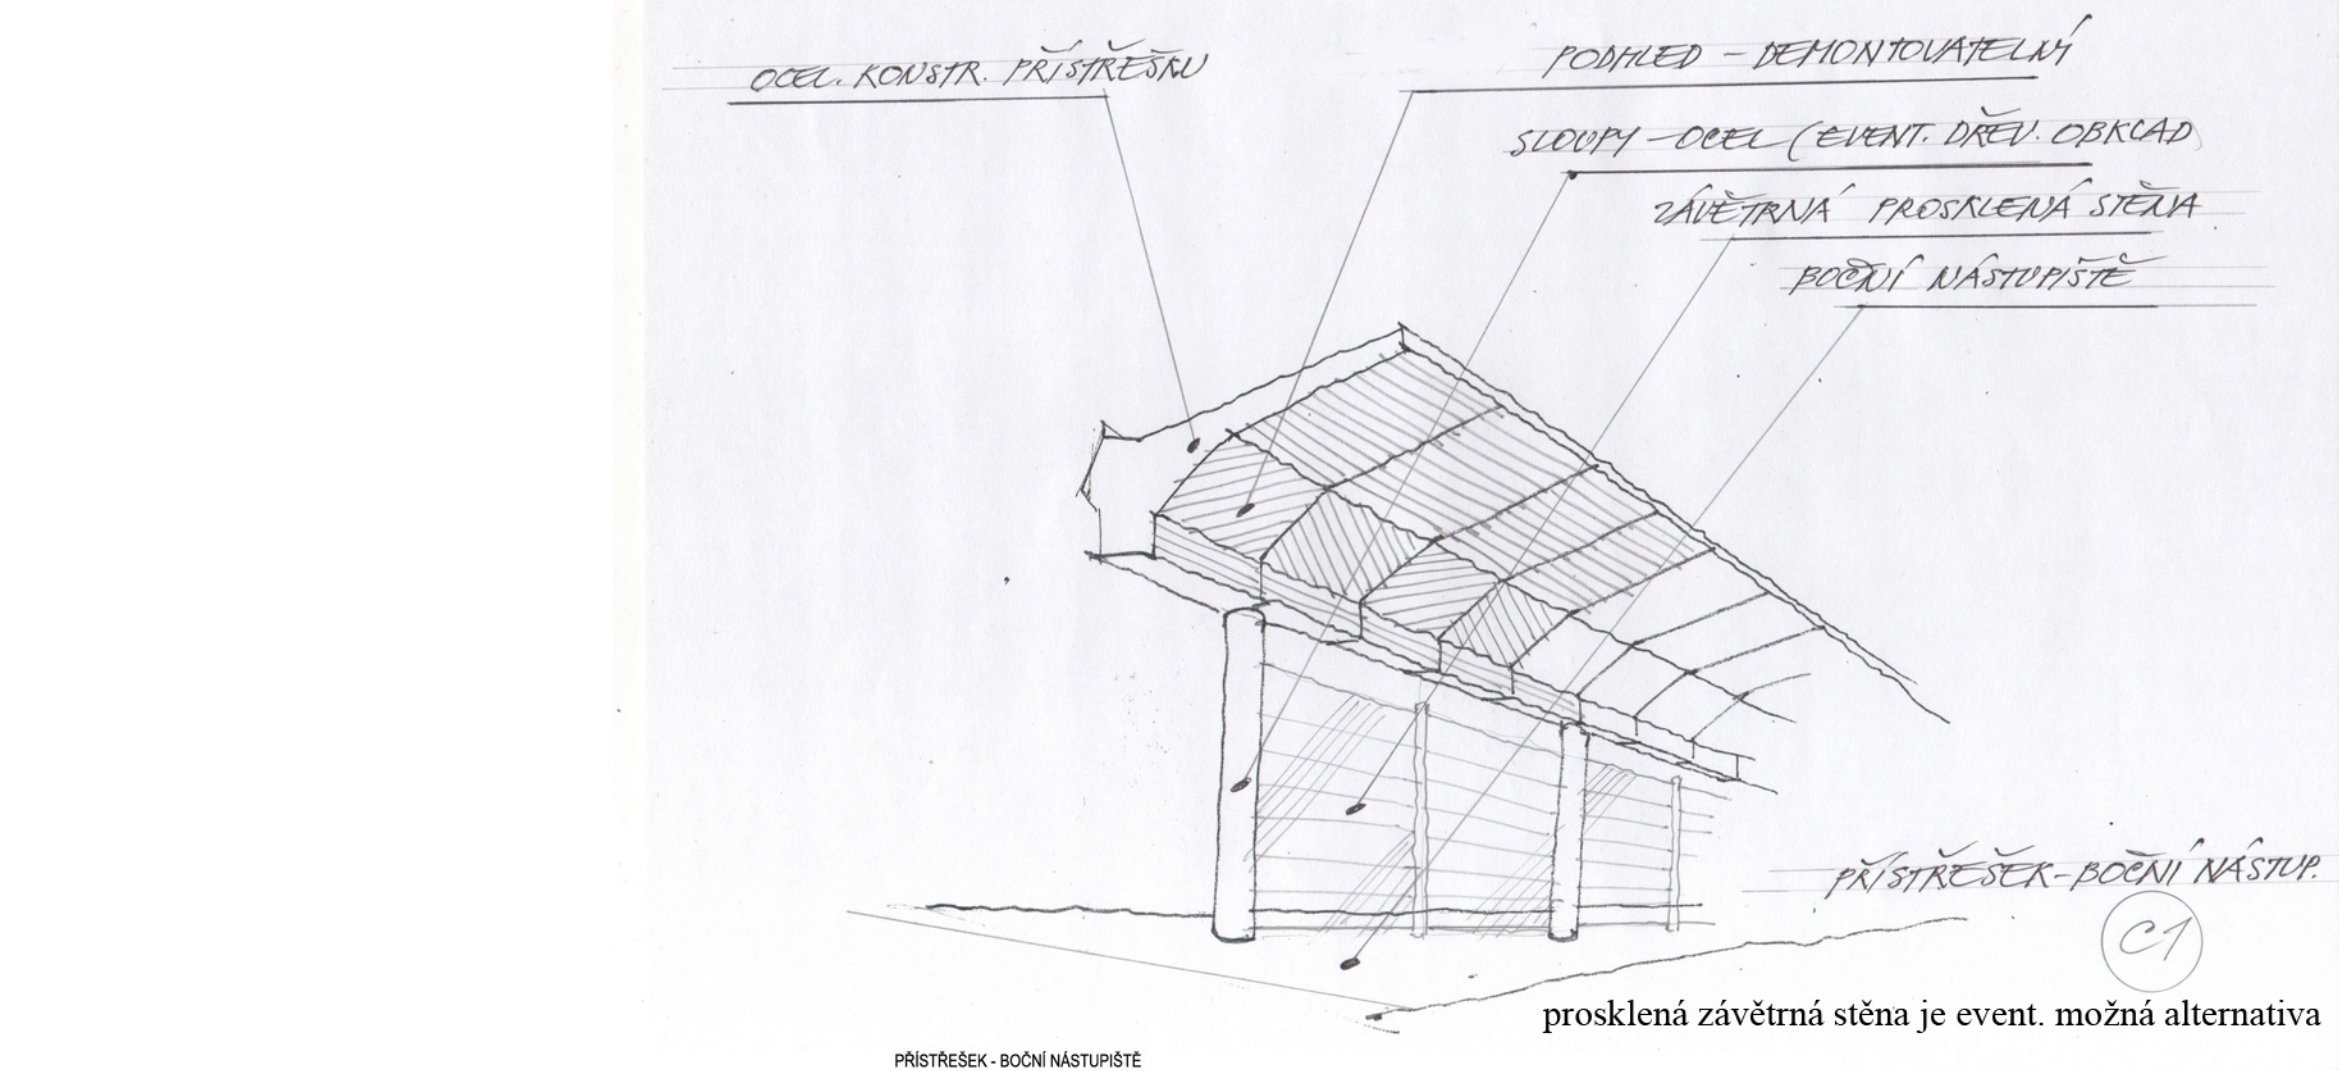 OCEL. KONSTR. PŘÍSTŘEŠKU
PODHLED - DEMONTOVATELNÝ
SLOUPY - OCEL (EVENT. DŘEV. OBKLAD)
ZÁVĚTRNÁ PROSKLENÁ STĚNA
BOČNÍ NÁSTUPIŠTĚ
PŘÍSTŘEŠEK - BOČNÍ NÁSTUP.
C1
prosklená závětrná stěna je event. možná alternativa
PŘÍSTŘEŠEK - BOČNÍ NÁSTUPIŠTĚ